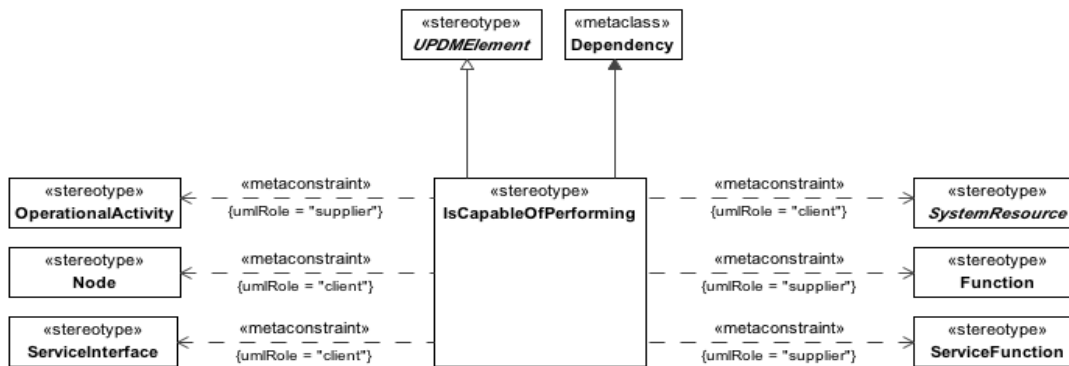 «stereotype»
UPDMElement
«metaclass»
Dependency
«stereotype»
OperationalActivity
«metaconstraint»
{umlRole = "supplier"}
«stereotype»
IsCapableOfPerforming
«metaconstraint»
{umlRole = "client"}
«stereotype»
SystemResource
«stereotype»
Node
«metaconstraint»
{umlRole = "client"}
«metaconstraint»
{umlRole = "supplier"}
«stereotype»
Function
«stereotype»
ServiceInterface
«metaconstraint»
{umlRole = "client"}
«metaconstraint»
{umlRole = "supplier"}
«stereotype»
ServiceFunction